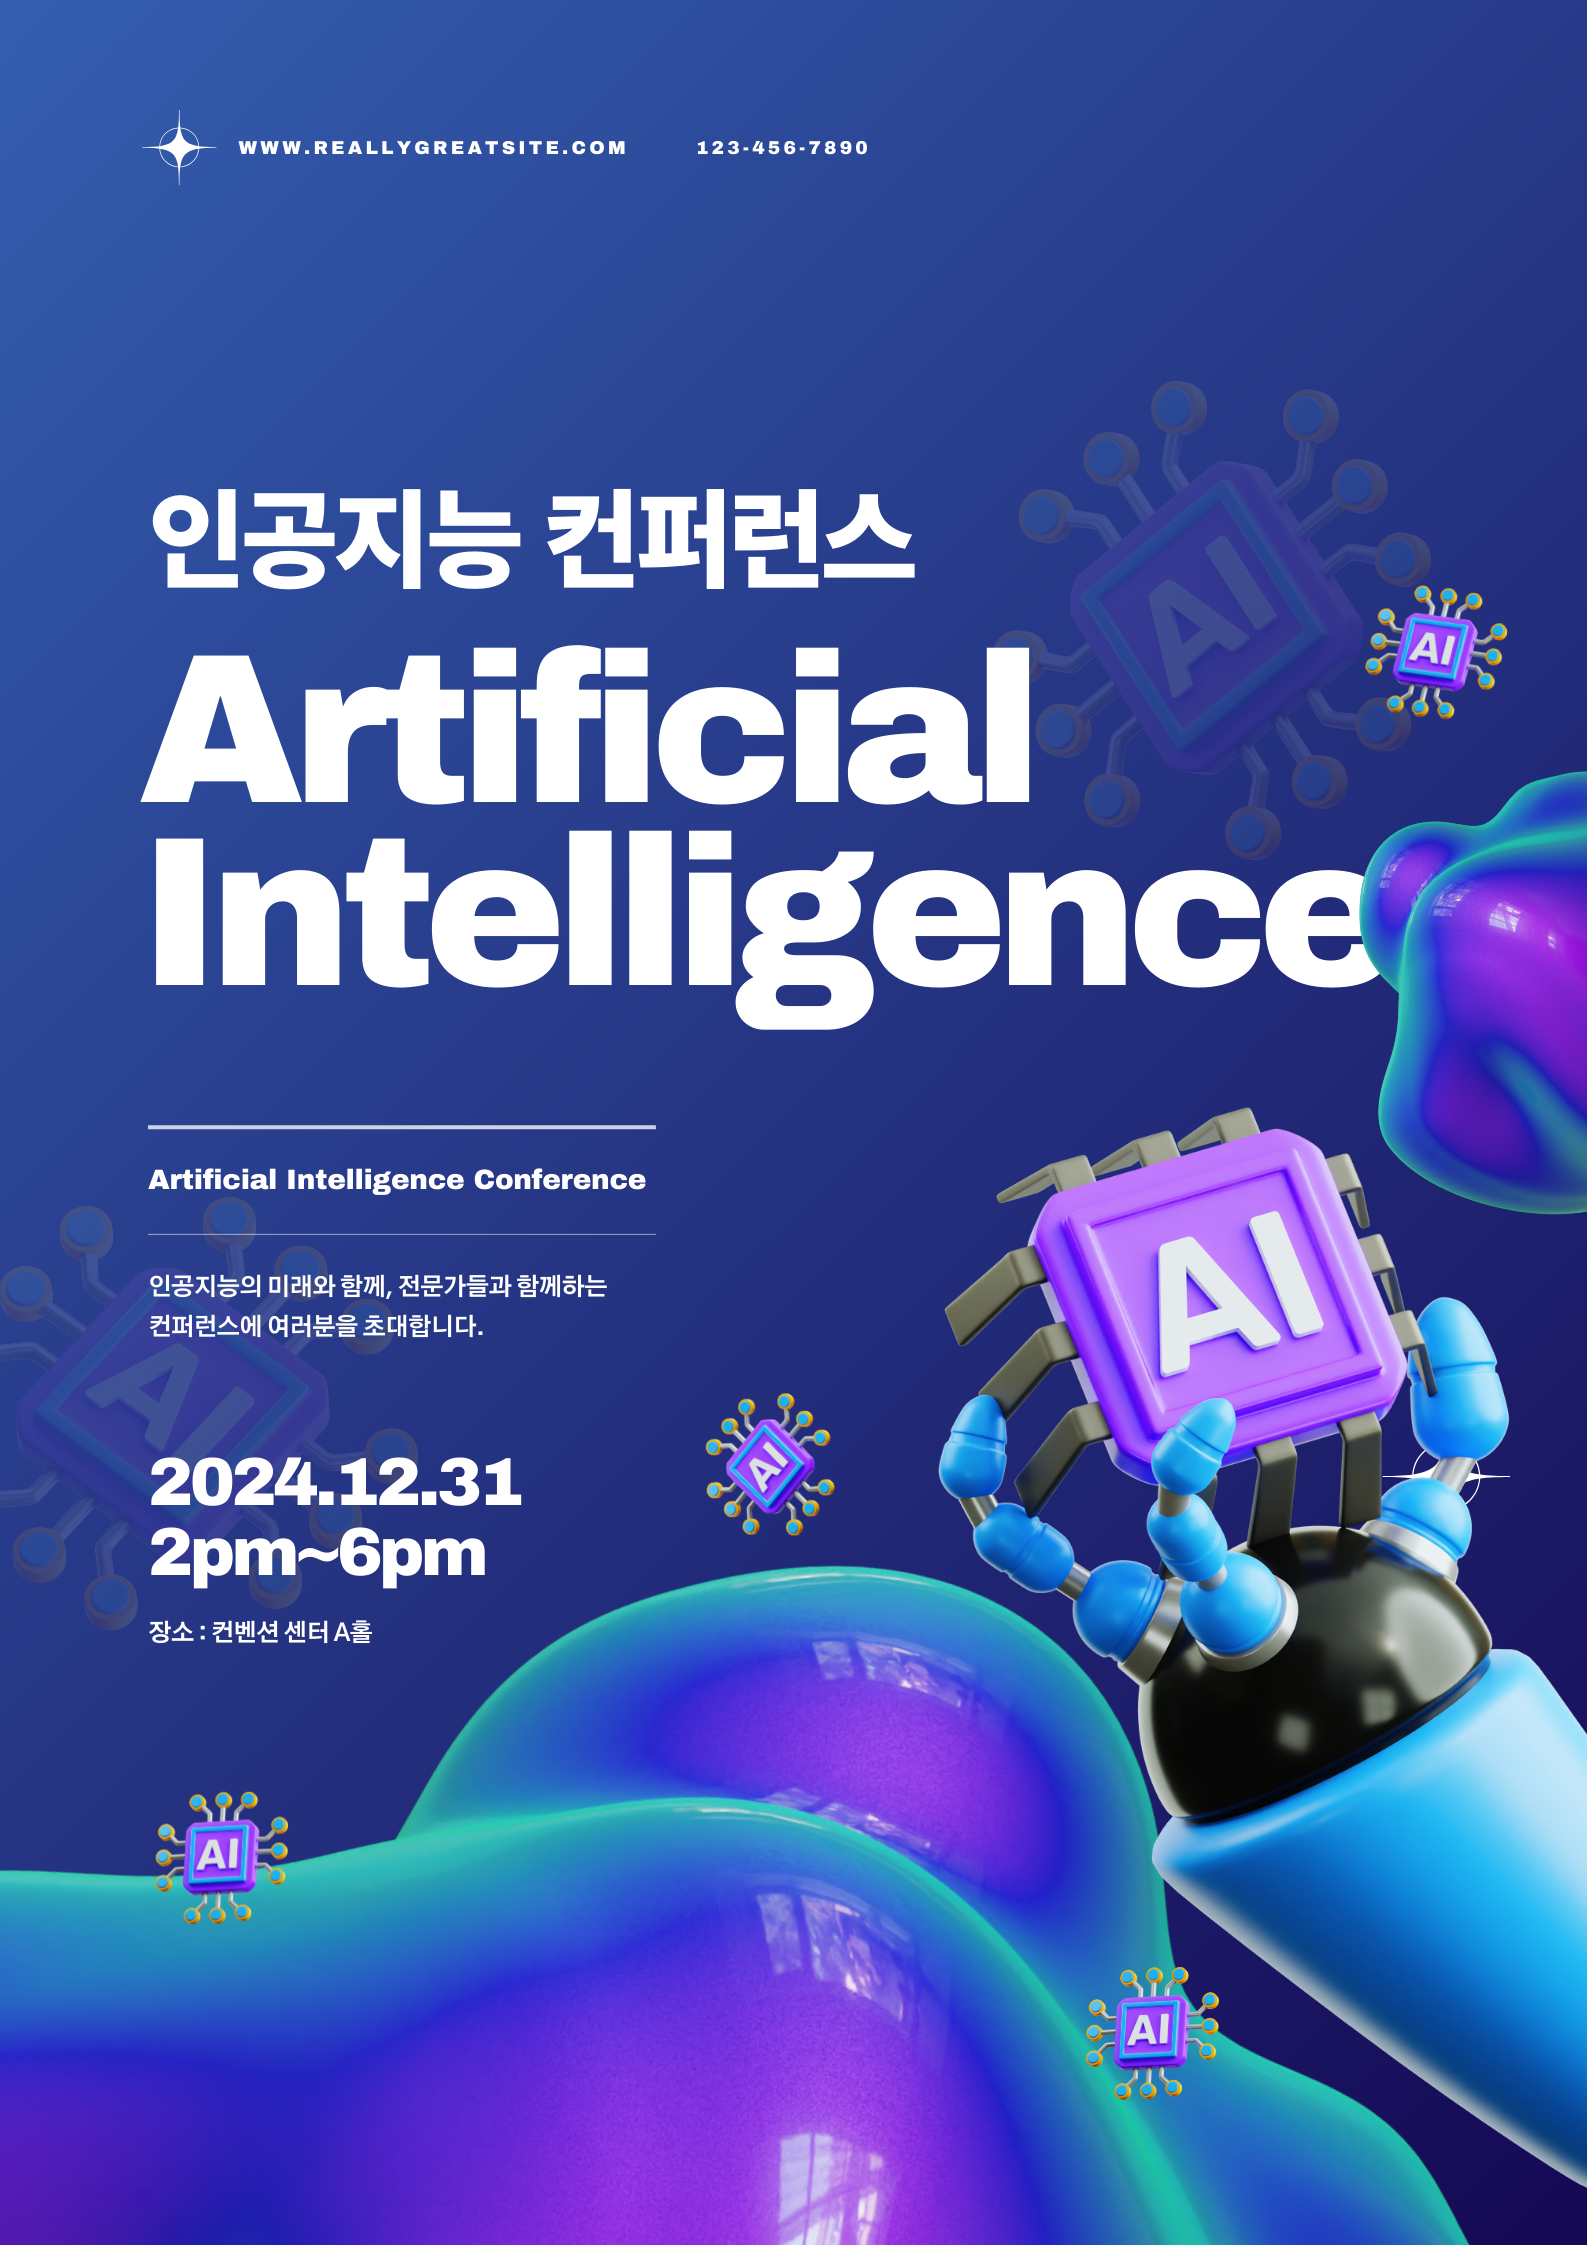 WWW.REALLYGREATSITE.COM 123-456-7890
인공지능 컨퍼런스
Artificial
Intelligence
Artificial Intelligence Conference
인공지능의 미래와 함께, 전문가들과 함께하는
컨퍼런스에 여러분을 초대합니다.
2024.12.31
2pm~6pm
장소 : 컨벤션 센터 A홀
AI
AI
AI
AI
AI
AI
AI